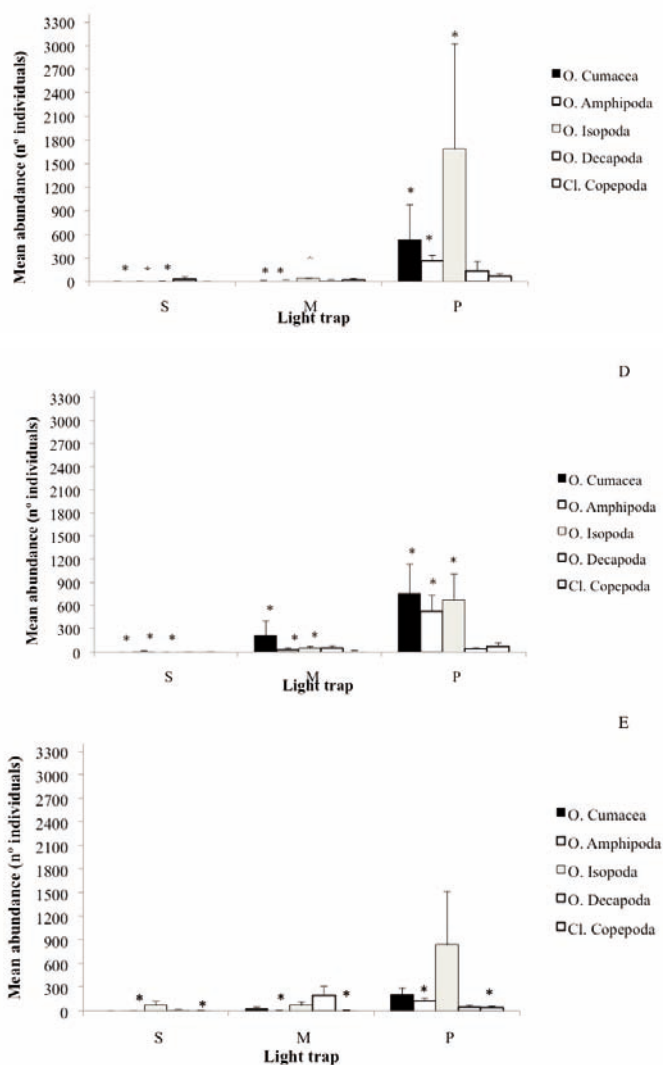 3300
3000
2700
2400
2100
1800
1500
1200
900
600
300
0
Mean abundance (nº individuals)
* * *
* * ^
* * *
S M P
Light trap
O. Cumacea
O. Amphipoda
O. Isopoda
O. Decapoda
Cl. Copepoda
D
3300
3000
2700
2400
2100
1800
1500
1200
900
600
300
0
Mean abundance (nº individuals)
* * *
* * *
* * *
S M P
Light trap
O. Cumacea
O. Amphipoda
O. Isopoda
O. Decapoda
Cl. Copepoda
E
3300
3000
2700
2400
2100
1800
1500
1200
900
600
300
0
Mean abundance (nº individuals)
* *
* *
* *
S M P
Light trap
O. Cumacea
O. Amphipoda
O. Isopoda
O. Decapoda
Cl. Copepoda